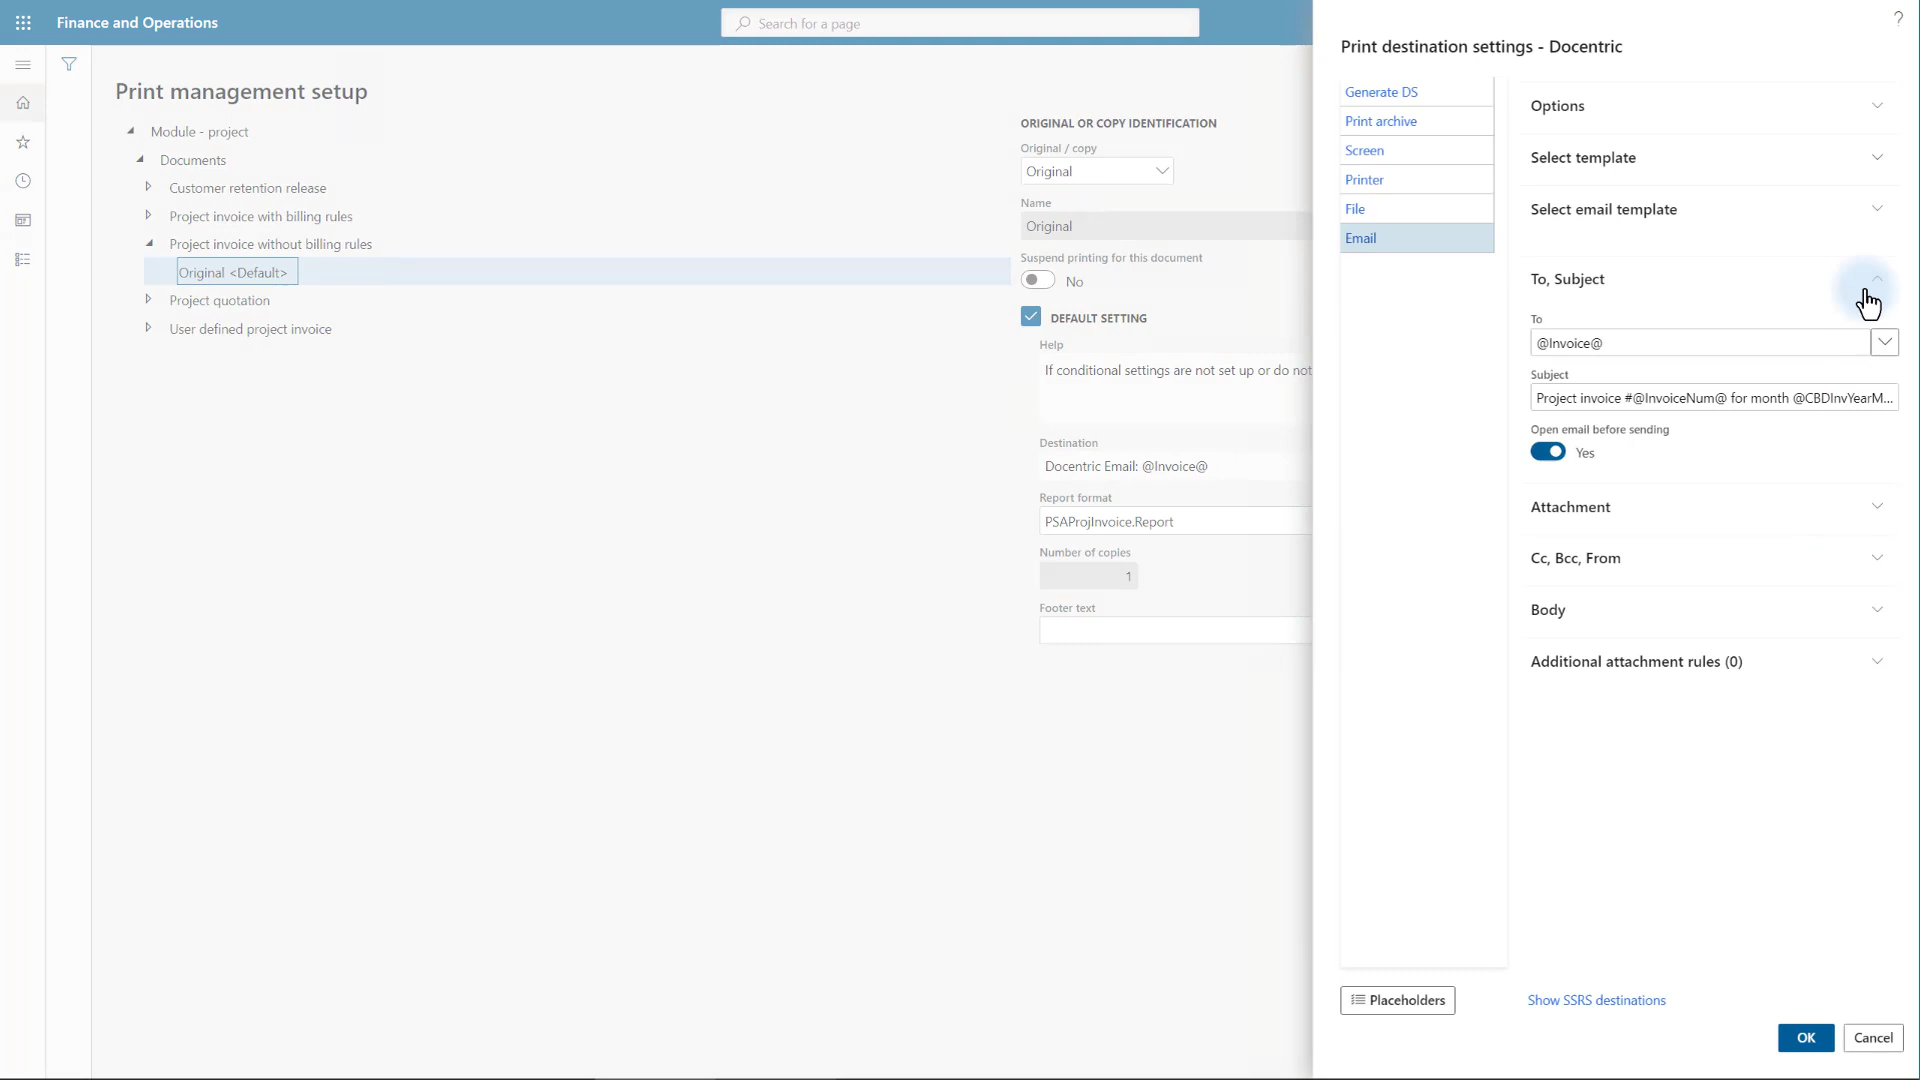 Finance and Operations
Search for a page
?
Print management setup
Module - project
Documents
Customer retention release
Project invoice with billing rules
Project invoice without billing rules
Original <Default>
Project quotation
User defined project invoice
ORIGINAL OR COPY IDENTIFICATION
Original / copy
Original
Name
Original
Suspend printing for this document
No
DEFAULT SETTING
Help
If conditional settings are not set up or do not
Destination
Docentric Email: @Invoice@
Report format
PSAProjInvoice.Report
Number of copies
1
Footer text
Print destination settings - Docentric
Generate DS
Print archive
Screen
Printer
File
Email
Options
Select template
Select email template
To, Subject
To
@Invoice@
Subject
Project invoice #@InvoiceNum@ for month @CBDInvYearM...
Open email before sending
Yes
Attachment
Cc, Bcc, From
Body
Additional attachment rules (0)
Placeholders
Show SSRS destinations
OK
Cancel